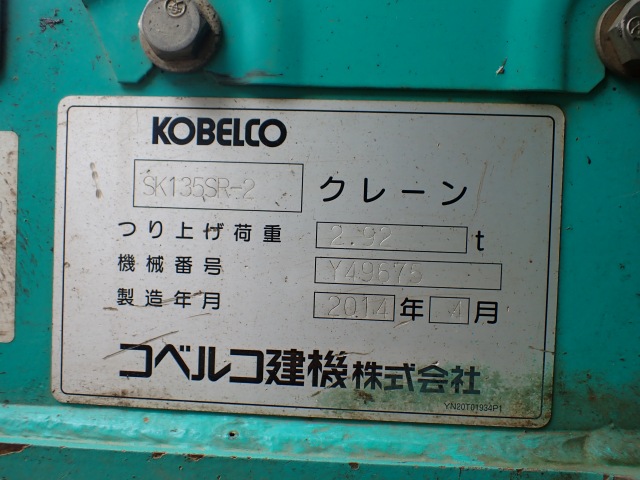 KOBELCO
SK135SR-2 クレーン
つり上げ荷重 2.92 t
機械番号 Y49675
製造年月 2014 年 4 月
コベルコ建機株式会社
YN20T01934P1